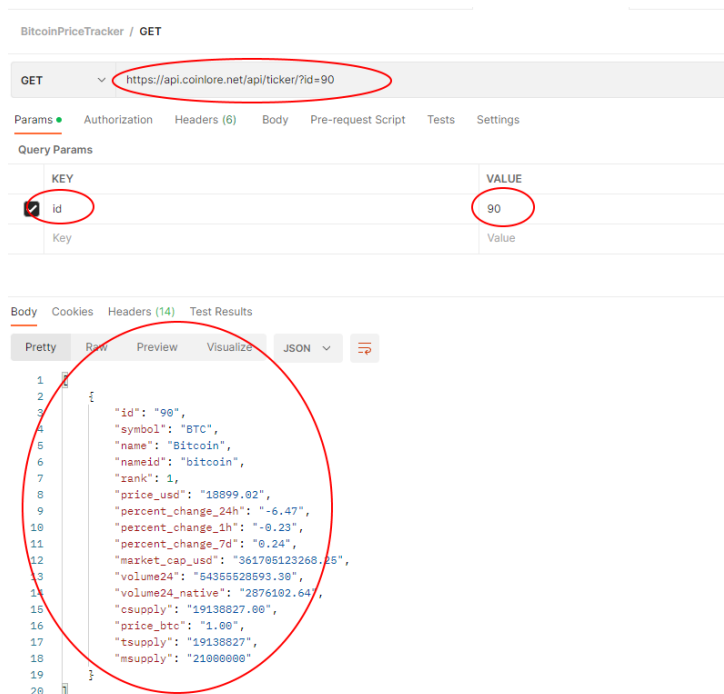 BitcoinPriceTracker / GET
GET https://api.coinlore.net/api/ticker/?id=90
Params Authorization Headers (6) Body Pre-request Script Tests Settings
Query Params
KEY VALUE
id 90
Key Value
Body Cookies Headers (14) Test Results
Pretty Raw Preview Visualize JSON
1 [
2 {
3 "id": "90",
4 "symbol": "BTC",
5 "name": "Bitcoin",
6 "nameid": "bitcoin",
7 "rank": 1,
8 "price_usd": "18899.02",
9 "percent_change_24h": "-6.47",
10 "percent_change_1h": "-0.23",
11 "percent_change_7d": "0.24",
12 "market_cap_usd": "361705123268.25",
13 "volume24": "54355528593.30",
14 "volume24_native": "2876102.64",
15 "csupply": "19138827.00",
16 "price_btc": "1.00",
17 "tsupply": "19138827",
18 "msupply": "21000000"
19 }
20 ]